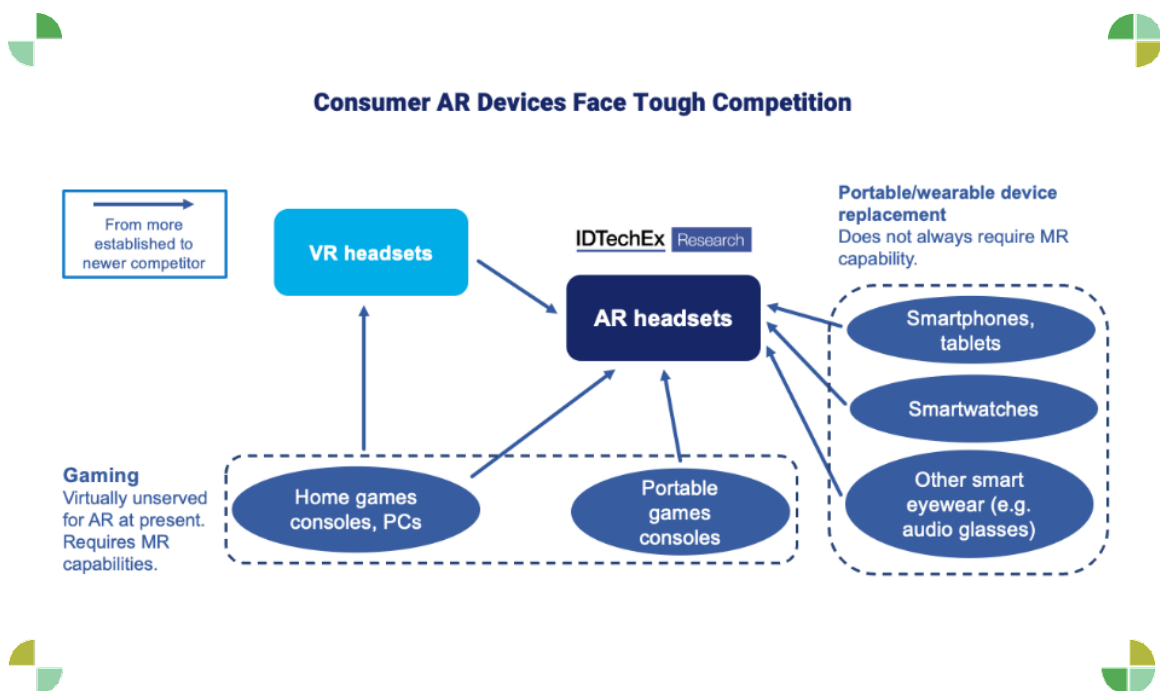 Consumer AR Devices Face Tough Competition
From more
established to
newer competitor
VR headsets
IDTechEx Research
AR headsets
Portable/wearable device
replacement
Does not always require MR
capability.
Smartphones,
tablets
Smartwatches
Other smart
eyewear (e.g.
audio glasses)
Gaming
Virtually unserved
for AR at present.
Requires MR
capabilities.
Home games
consoles, PCs
Portable
games
consoles